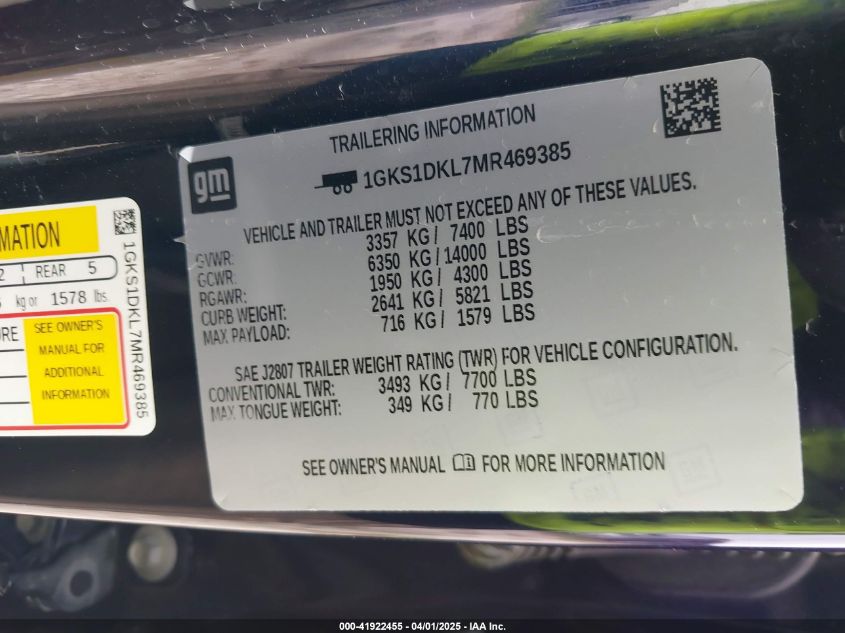 MATION
2 REAR 5
kg or 1578 lbs.
RE SEE OWNER'S
MANUAL FOR
ADDITIONAL
INFORMATION
1GKS1DKL7MR469385
gm
TRAILERING INFORMATION
1GKS1DKL7MR469385
VEHICLE AND TRAILER MUST NOT EXCEED ANY OF THESE VALUES.
GVWR: 3357 KG/ 7400 LBS
GCWR: 6350 KG/ 14000 LBS
RGAWR: 1950 KG/ 4300 LBS
CURB WEIGHT: 2641 KG/ 5821 LBS
MAX. PAYLOAD: 716 KG/ 1579 LBS
SAE J2807 TRAILER WEIGHT RATING (TWR) FOR VEHICLE CONFIGURATION.
CONVENTIONAL TWR: 3493 KG/ 7700 LBS
MAX. TONGUE WEIGHT: 349 KG/ 770 LBS
SEE OWNER'S MANUAL FOR MORE INFORMATION
000-41922455 - 04/01/2025 - IAA Inc.